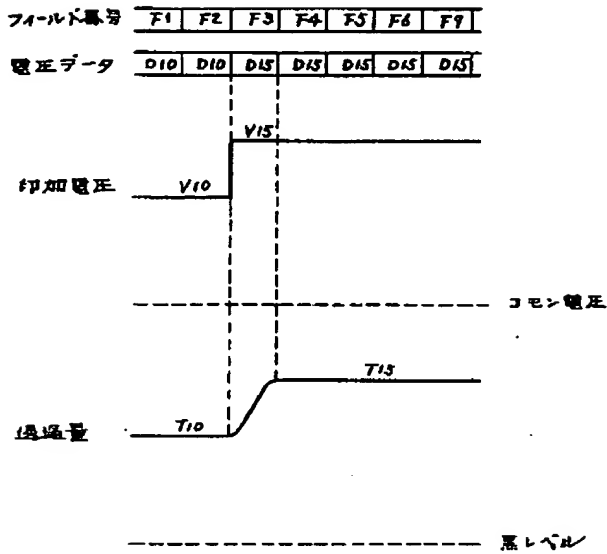 フィールド番号 F1 F2 F3 F4 F5 F6 F7
電圧データ D10 D10 D15 D15 D15 D15 D15
V15
印加電圧 V10
コモン電圧
T15
透過量 T10
黒レベル